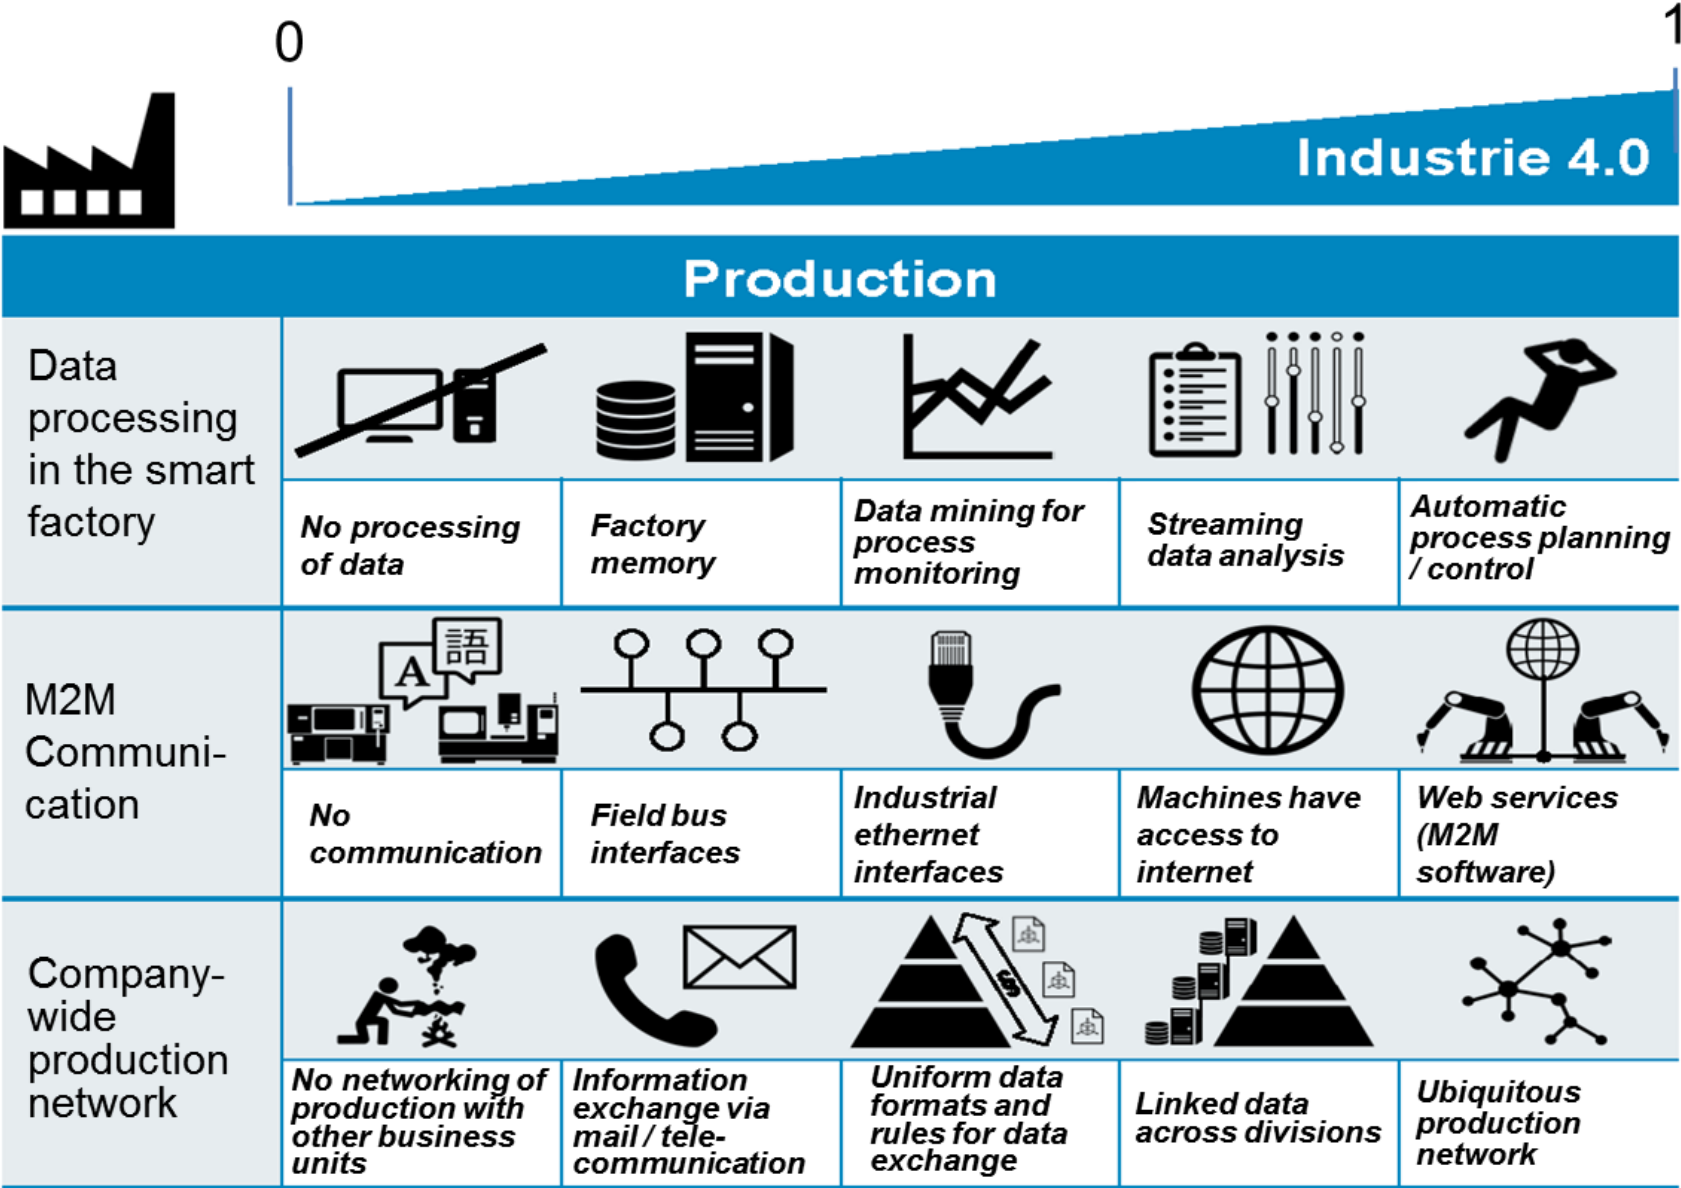 0
1
Industrie 4.0
Production
Data
processing
in the smart
factory
No processing
of data
Factory
memory
Data mining for
process
monitoring
Streaming
data analysis
Automatic
process planning
/ control
M2M
Communi-
cation
A
語
No
communication
Field bus
interfaces
Industrial
ethernet
interfaces
Machines have
access to
internet
Web services
(M2M
software)
Company-
wide
production
network
No networking of
production with
other business
units
Information
exchange via
mail / tele-
communication
Uniform data
formats and
rules for data
exchange
Linked data
across divisions
Ubiquitous
production
network